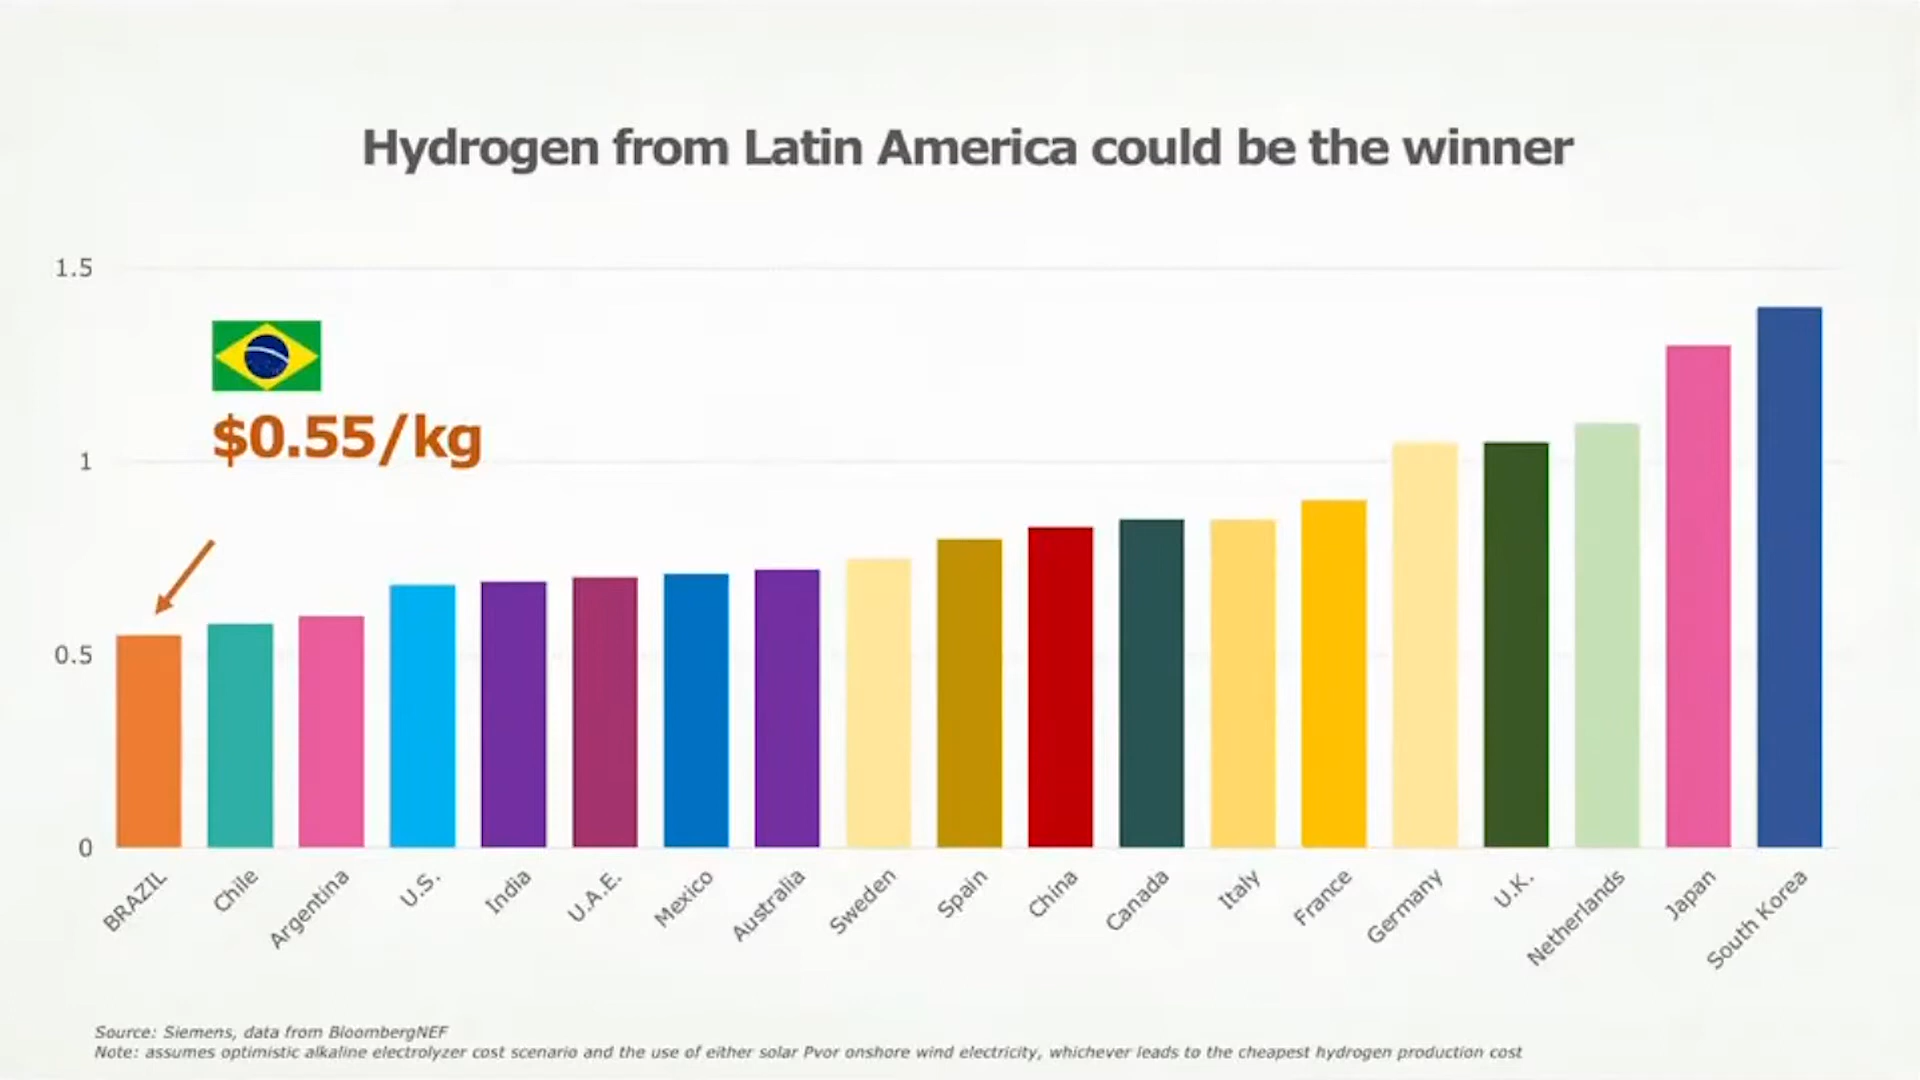 Hydrogen from Latin America could be the winner
1.5
$0.55/kg
1
0.5
0
BRAZIL
Chile
Argentina
U.S.
India
U.A.E.
Mexico
Australia
Sweden
Spain
China
Canada
Italy
France
Germany
U.K.
Netherlands
Japan
South Korea
Source: Siemens, data from BloombergNEF
Note: assumes optimistic alkaline electrolyzer cost scenario and the use of either solar Pvor onshore wind electricity, whichever leads to the cheapest hydrogen production cost